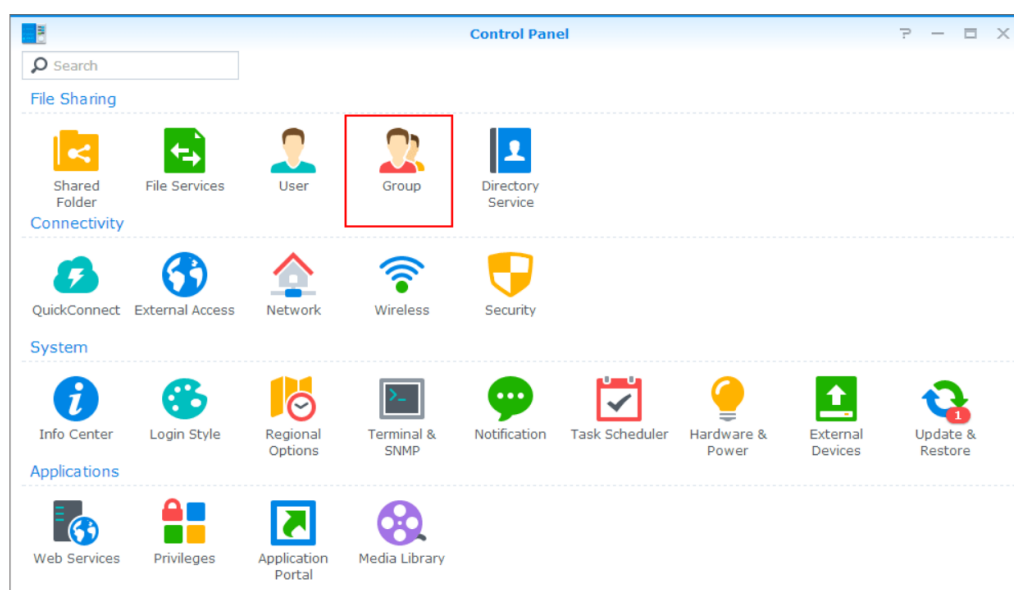 Control Panel
Search
File Sharing
Shared Folder
File Services
User
Group
Directory Service
Connectivity
QuickConnect
External Access
Network
Wireless
Security
System
Info Center
Login Style
Regional Options
Terminal & SNMP
Notification
Task Scheduler
Hardware & Power
External Devices
1
Update & Restore
Applications
Web Services
Privileges
Application Portal
Media Library